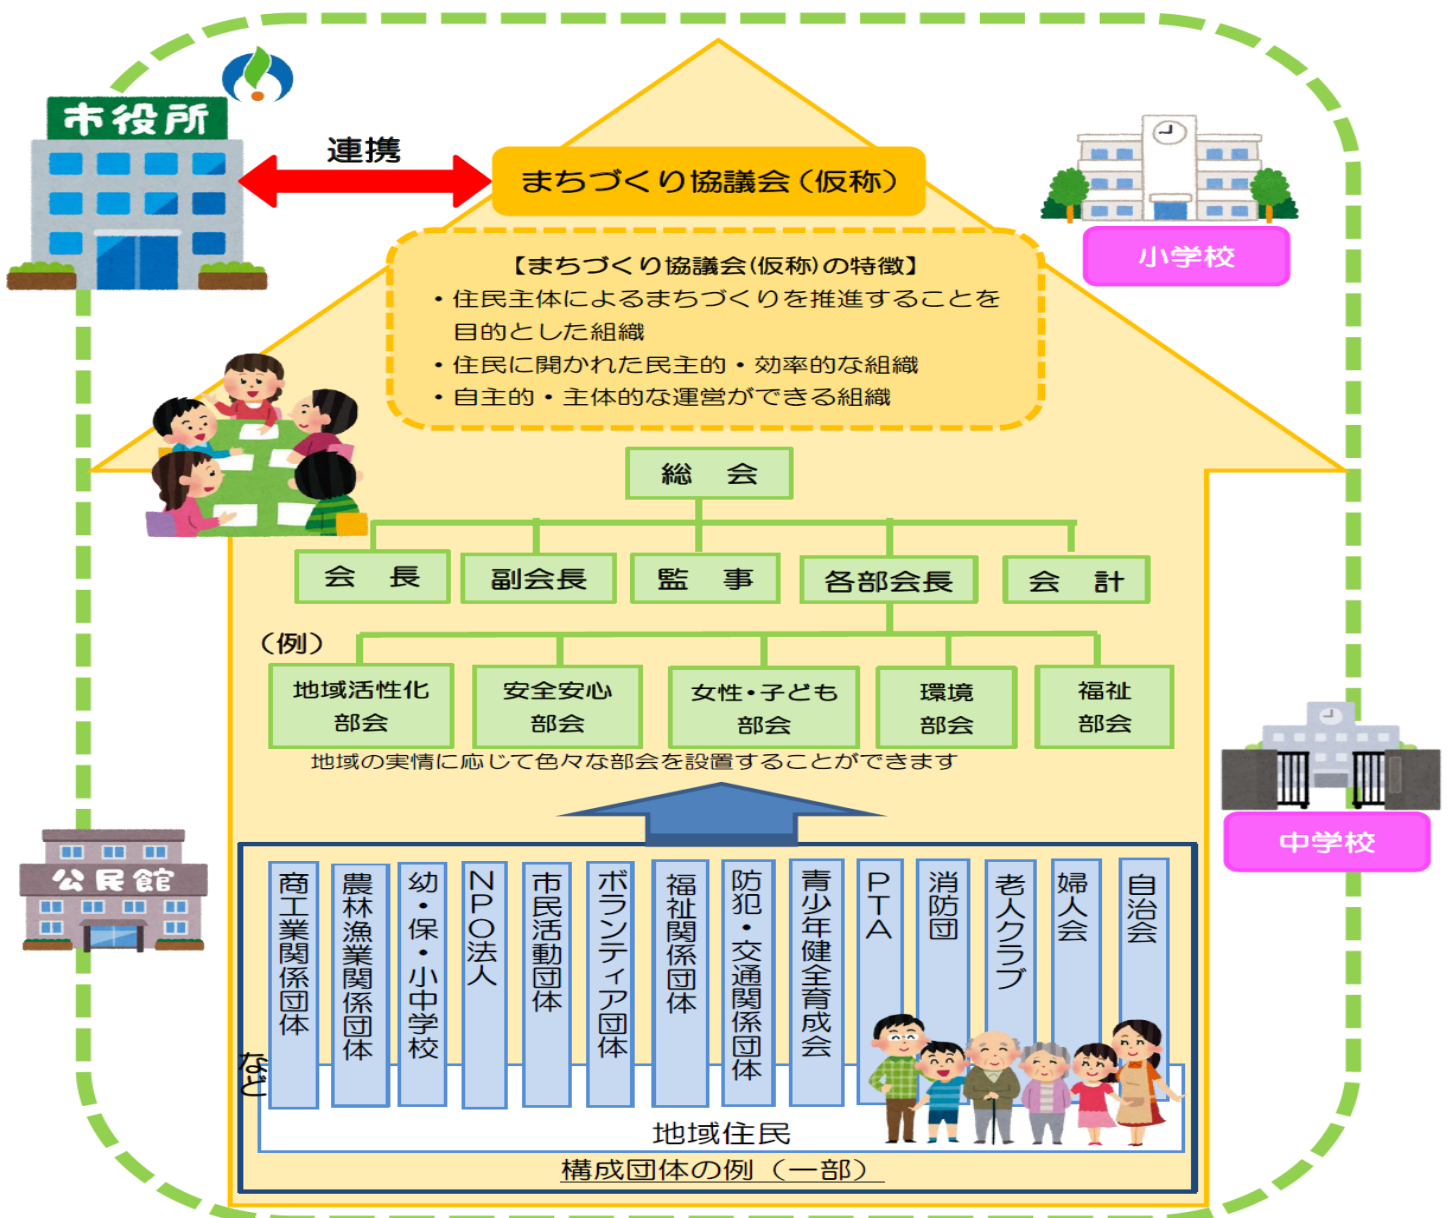 市役所
連携
まちづくり協議会（仮称）
小学校
【まちづくり協議会(仮称)の特徴】
・住民主体によるまちづくりを推進することを
目的とした組織
・住民に開かれた民主的・効率的な組織
・自主的・主体的な運営ができる組織
総　会
会　長
副会長
監　事
各部会長
会　計
（例）
地域活性化
部会
安全安心
部会
女性・子ども
部会
環境
部会
福祉
部会
地域の実情に応じて色々な部会を設置することができます
中学校
公民館
自治会
婦人会
老人クラブ
消防団
PTA
青少年健全育成会
防犯・交通関係団体
福祉関係団体
ボランティア団体
市民活動団体
NPO法人
幼・保・小中学校
農林漁業関係団体
商工業関係団体
など
地域住民
構成団体の例（一部）